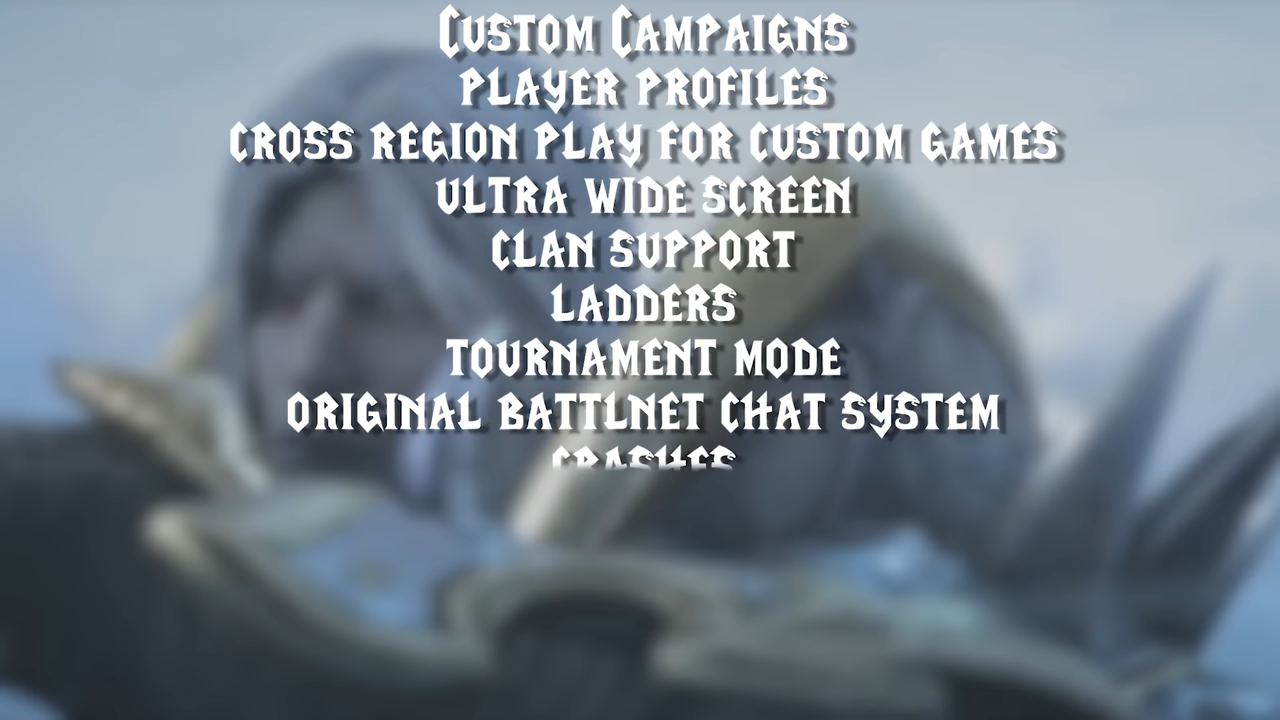 Custom Campaigns
PLAYER PROFILES
CROSS REGION PLAY FOR CUSTOM GAMES
ULTRA WIDE SCREEN
CLAN SUPPORT
LADDERS
TOURNAMENT MODE
ORIGINAL BATTLNET CHAT SYSTEM
CRASHES